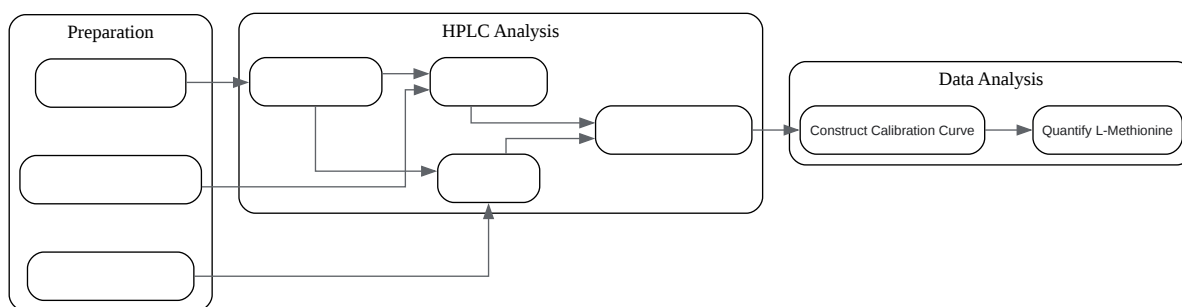 Preparation
HPLC Analysis
Data Analysis
Construct Calibration Curve
Quantify L-Methionine